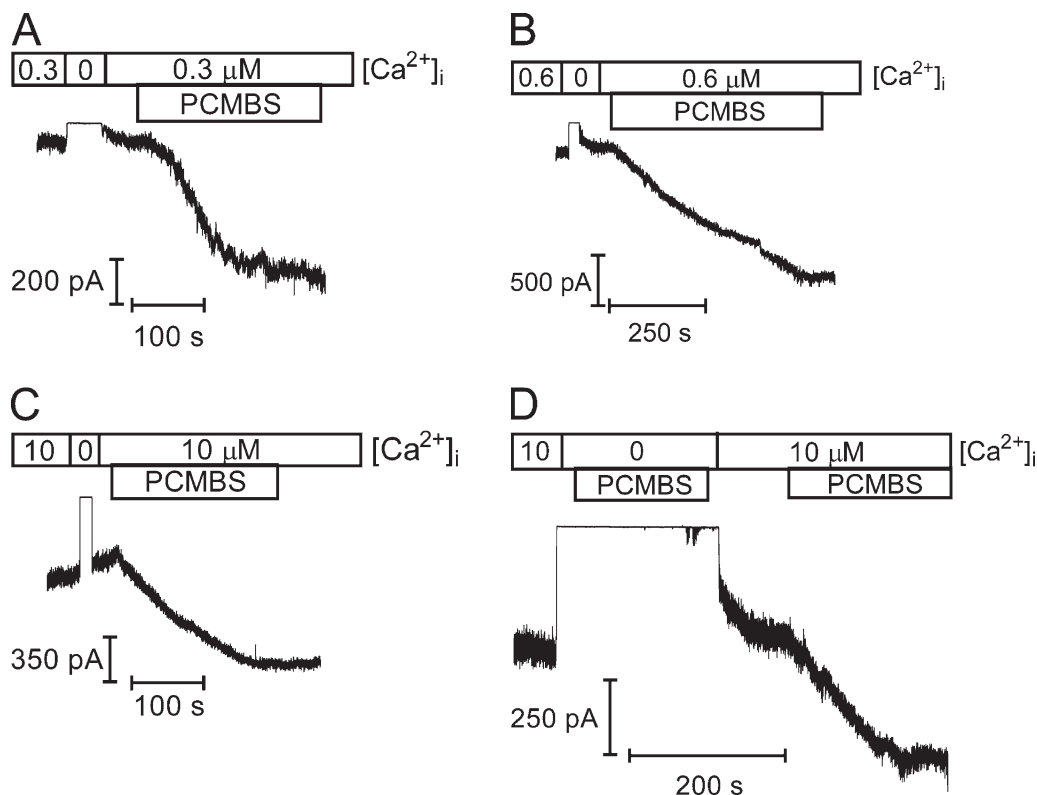 A
0.3 0 0.3 μM [Ca²⁺]ᵢ
PCMBS
200 pA
100 s
B
0.6 0 0.6 μM [Ca²⁺]ᵢ
PCMBS
500 pA
250 s
C
10 0 10 μM [Ca²⁺]ᵢ
PCMBS
350 pA
100 s
D
10 0 10 μM [Ca²⁺]ᵢ
PCMBS PCMBS
250 pA
200 s